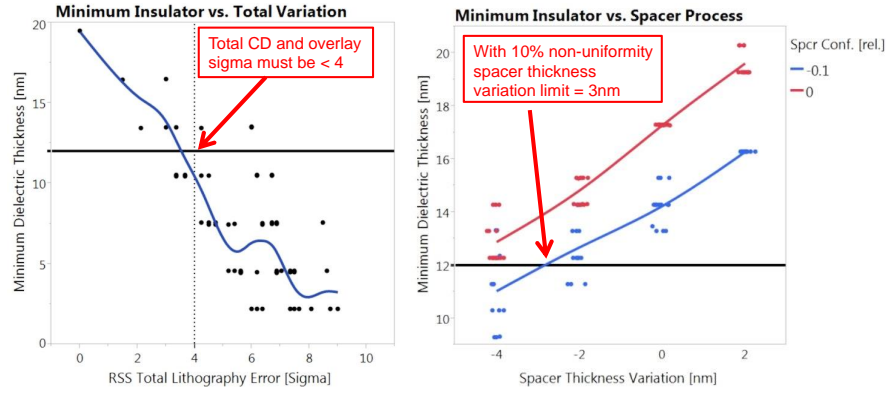 Minimum Insulator vs. Total Variation
Minimum Dielectric Thickness [nm]
20
15
10
5
0
Total CD and overlay
sigma must be < 4
0
2
4
6
8
10
RSS Total Lithography Error [Sigma]
Minimum Insulator vs. Spacer Process
Minimum Dielectric Thickness [nm]
20
18
16
14
12
10
With 10% non-uniformity
spacer thickness
variation limit = 3nm
-4
-2
0
2
Spacer Thickness Variation [nm]
Spcr Conf. [rel.]
-0.1
0